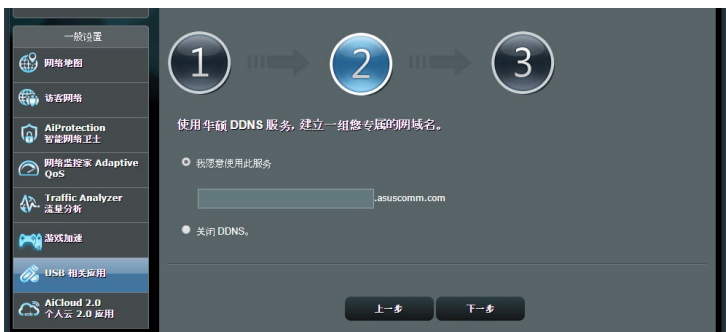 一般设置
网络地图
访客网络
AiProtection
智能网络卫士
网络监控家 Adaptive
QoS
Traffic Analyzer
流量分析
游戏加速
USB 相关应用
AiCloud 2.0
个人云 2.0 应用
1
2
3
使用华硕 DDNS 服务, 建立一组您专属的网域名。
我愿意使用此服务
.asuscomm.com
关闭 DDNS。
上一步
下一步